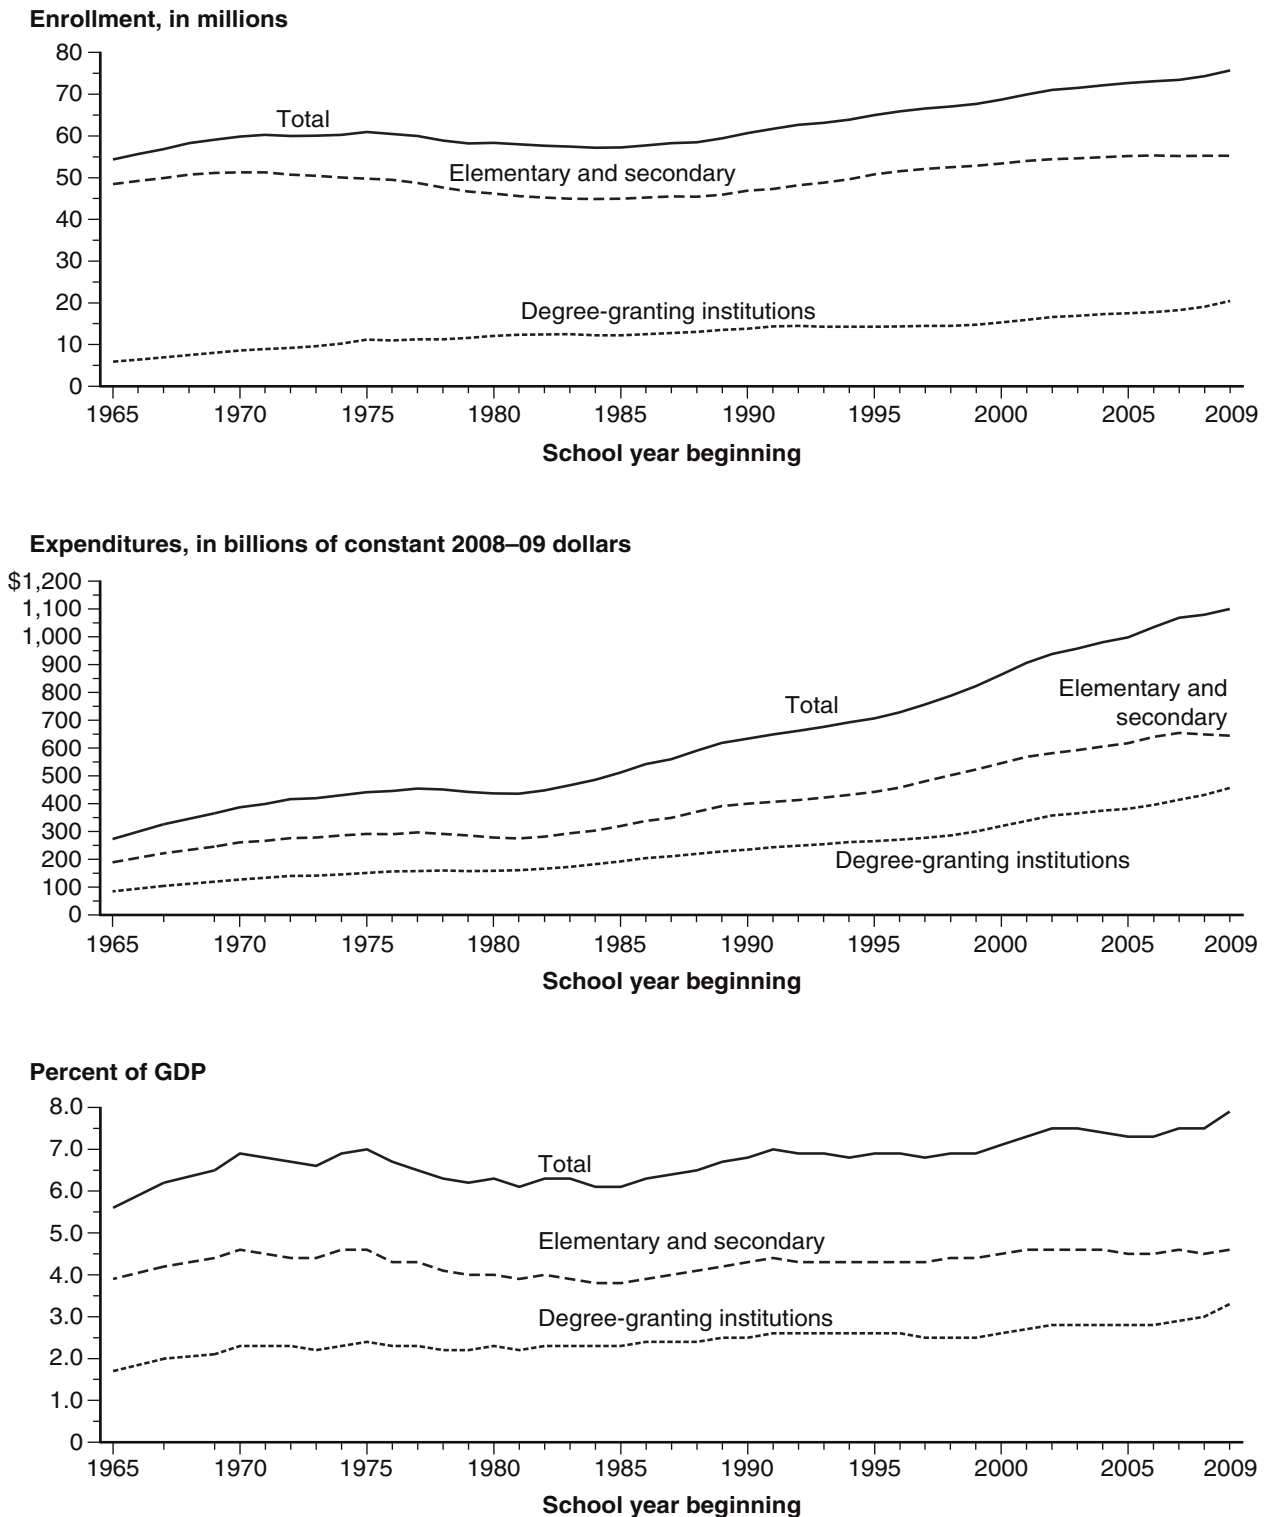 Enrollment, in millions
80
70
60
50
40
30
20
10
0
Total
Elementary and secondary
Degree-granting institutions
1965 1970 1975 1980 1985 1990 1995 2000 2005 2009
School year beginning
Expenditures, in billions of constant 2008–09 dollars
$1,200
1,100
1,000
900
800
700
600
500
400
300
200
100
0
Elementary and
secondary
Total
Degree-granting institutions
1965 1970 1975 1980 1985 1990 1995 2000 2005 2009
School year beginning
Percent of GDP
8.0
7.0
6.0
5.0
4.0
3.0
2.0
1.0
0
Total
Elementary and secondary
Degree-granting institutions
1965 1970 1975 1980 1985 1990 1995 2000 2005 2009
School year beginning